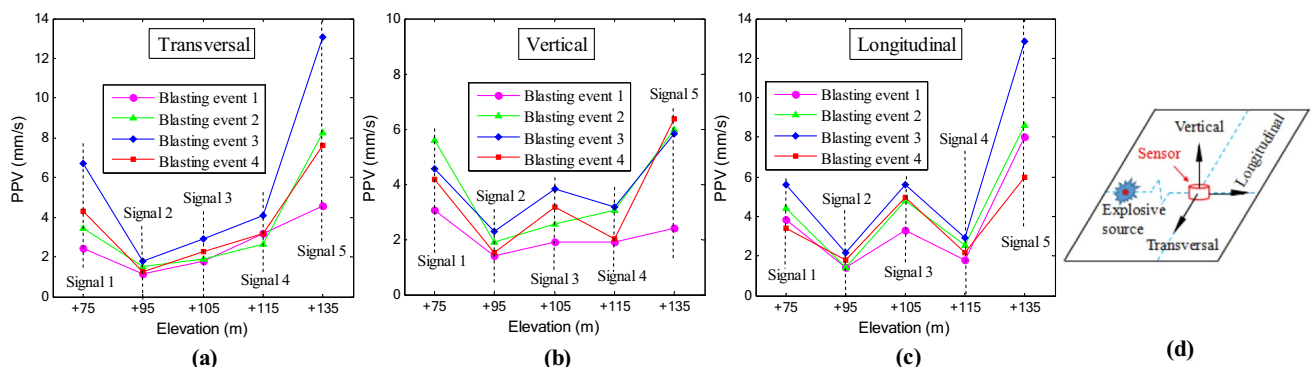 Transversal
Blasting event 1
Blasting event 2
Blasting event 3
Blasting event 4
Signal 1
Signal 2
Signal 3
Signal 4
Signal 5
PPV (mm/s)
14
12
10
8
6
4
2
0
+75
+95
+105
+115
+135
Elevation (m)
(a)
Vertical
Blasting event 1
Blasting event 2
Blasting event 3
Blasting event 4
Signal 1
Signal 2
Signal 3
Signal 4
Signal 5
PPV (mm/s)
10
8
6
4
2
0
+75
+95
+105
+115
+135
Elevation (m)
(b)
Longitudinal
Blasting event 1
Blasting event 2
Blasting event 3
Blasting event 4
Signal 1
Signal 2
Signal 3
Signal 4
Signal 5
PPV (mm/s)
14
12
10
8
6
4
2
0
+75
+95
+105
+115
+135
Elevation (m)
(c)
Vertical
Sensor
Longitudinal
Explosive
source
Transversal
(d)